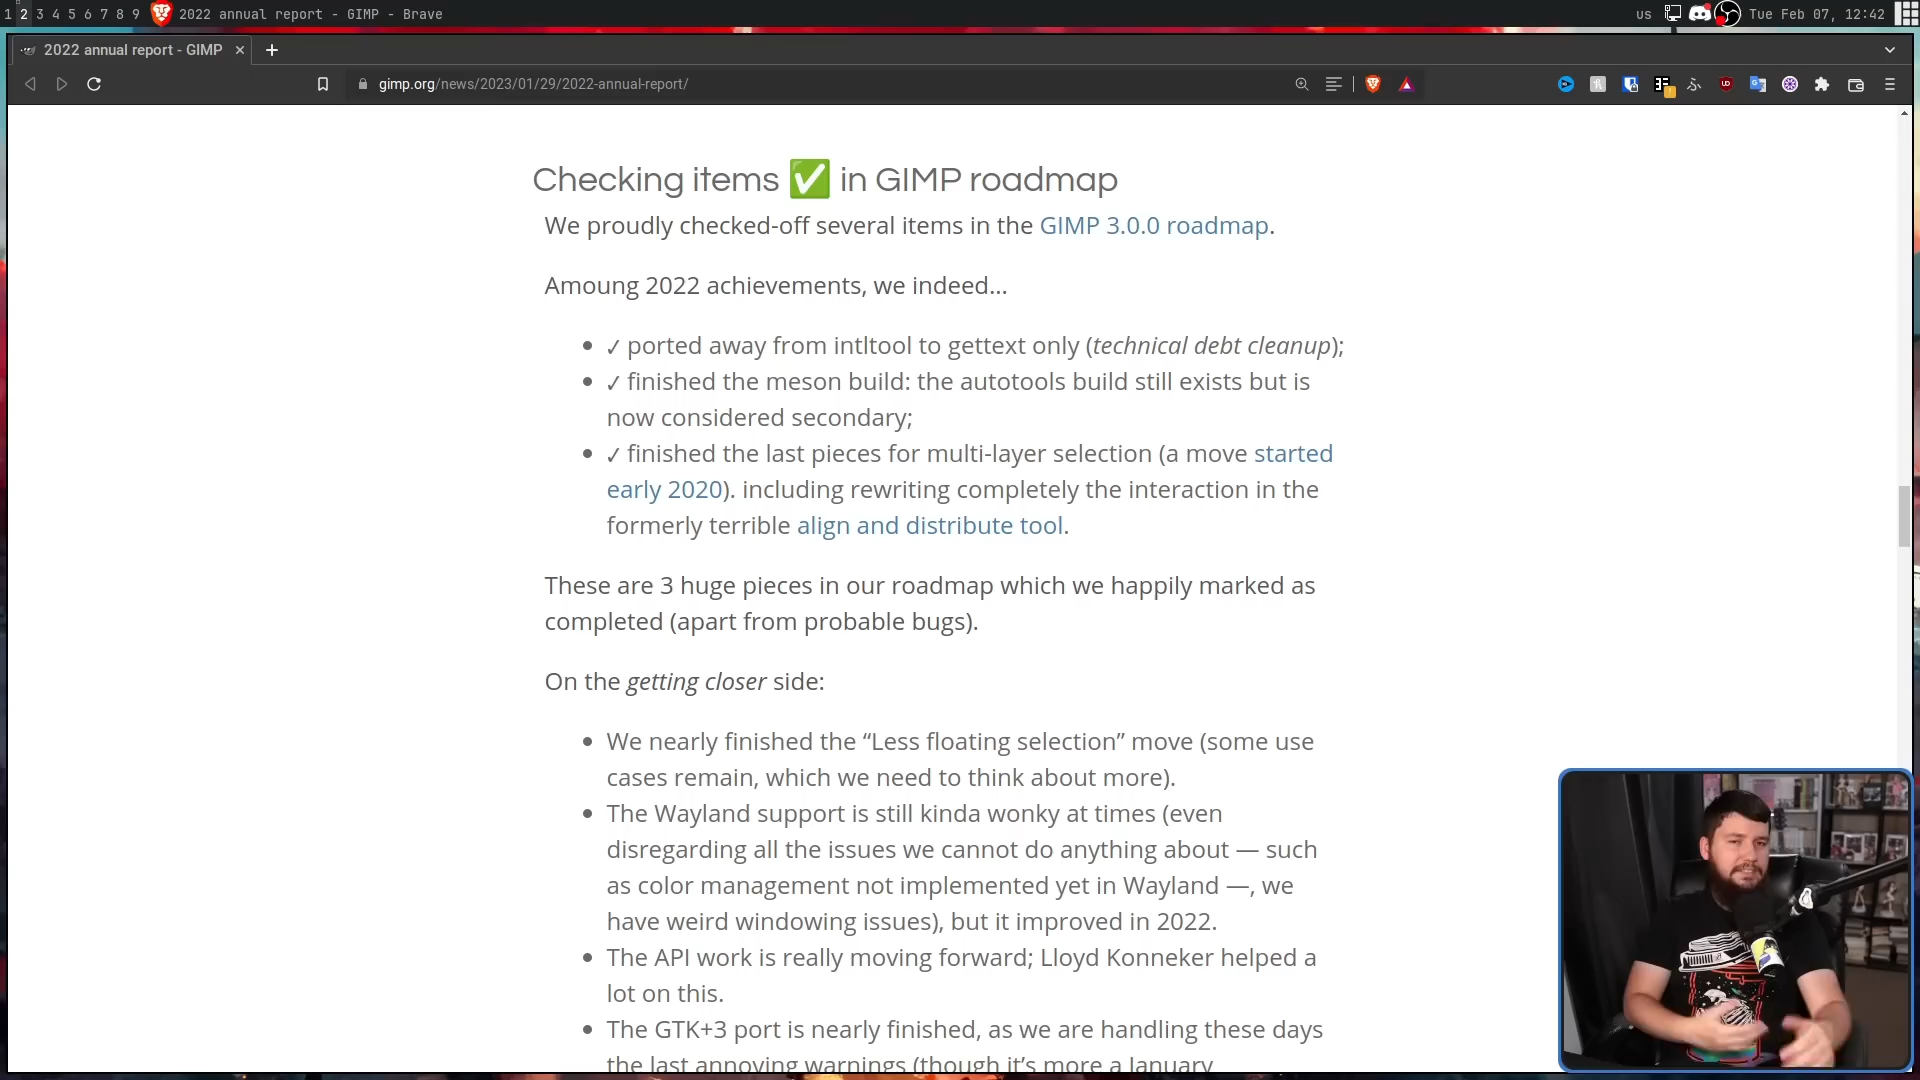 1 2 3 4 5 6 7 8 9 2022 annual report - GIMP - Brave
us Tue Feb 07, 12:42
2022 annual report - GIMP
gimp.org/news/2023/01/29/2022-annual-report/
Checking items ✅ in GIMP roadmap
We proudly checked-off several items in the GIMP 3.0.0 roadmap.
Amoung 2022 achievements, we indeed…
• ✓ ported away from intltool to gettext only (technical debt cleanup);
• ✓ finished the meson build: the autotools build still exists but is
now considered secondary;
• ✓ finished the last pieces for multi-layer selection (a move started
early 2020). including rewriting completely the interaction in the
formerly terrible align and distribute tool.
These are 3 huge pieces in our roadmap which we happily marked as
completed (apart from probable bugs).
On the getting closer side:
• We nearly finished the “Less floating selection” move (some use
cases remain, which we need to think about more).
• The Wayland support is still kinda wonky at times (even
disregarding all the issues we cannot do anything about — such
as color management not implemented yet in Wayland —, we
have weird windowing issues), but it improved in 2022.
• The API work is really moving forward; Lloyd Konneker helped a
lot on this.
• The GTK+3 port is nearly finished, as we are handling these days
the last annoying warnings (though it’s more a January